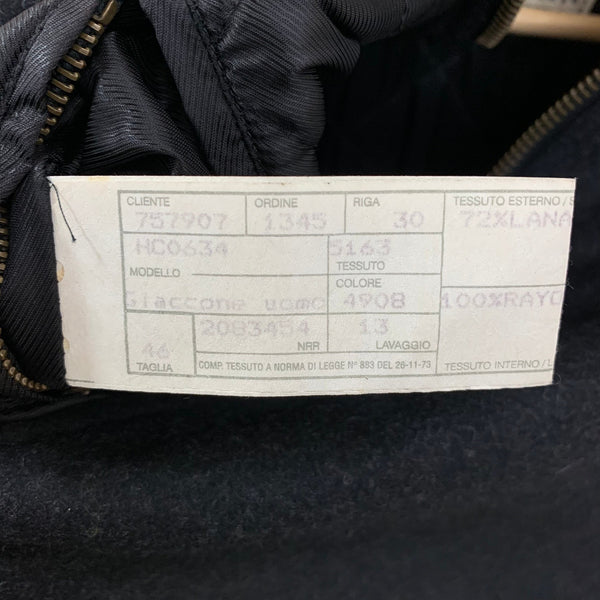 CLIENTE ORDINE RIGA TESSUTO ESTERNO / S
757907 1345 30 72%LANA
HC0634 5163
MODELLO TESSUTO
COLORE
Giaccone uomo 4908 100%RAYO
2083454 13
46 NRR LAVAGGIO
TAGLIA COMP. TESSUTO A NORMA DI LEGGE N° 883 DEL 26-11-73 TESSUTO INTERNO / L